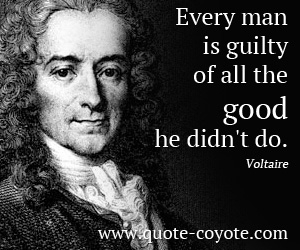 Every man
is guilty
of all the
good
he didn't do.
Voltaire
www.quote-coyote.com